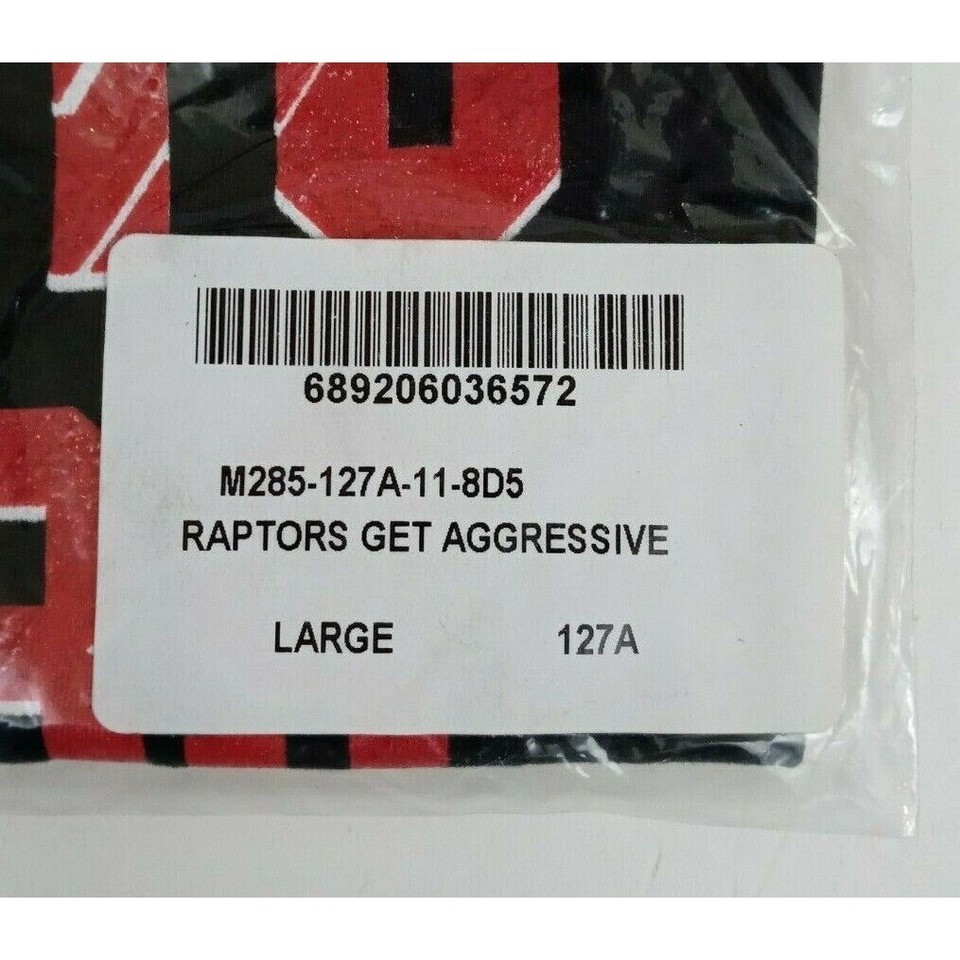 689206036572
M285-127A-11-8D5
RAPTORS GET AGGRESSIVE
LARGE 127A